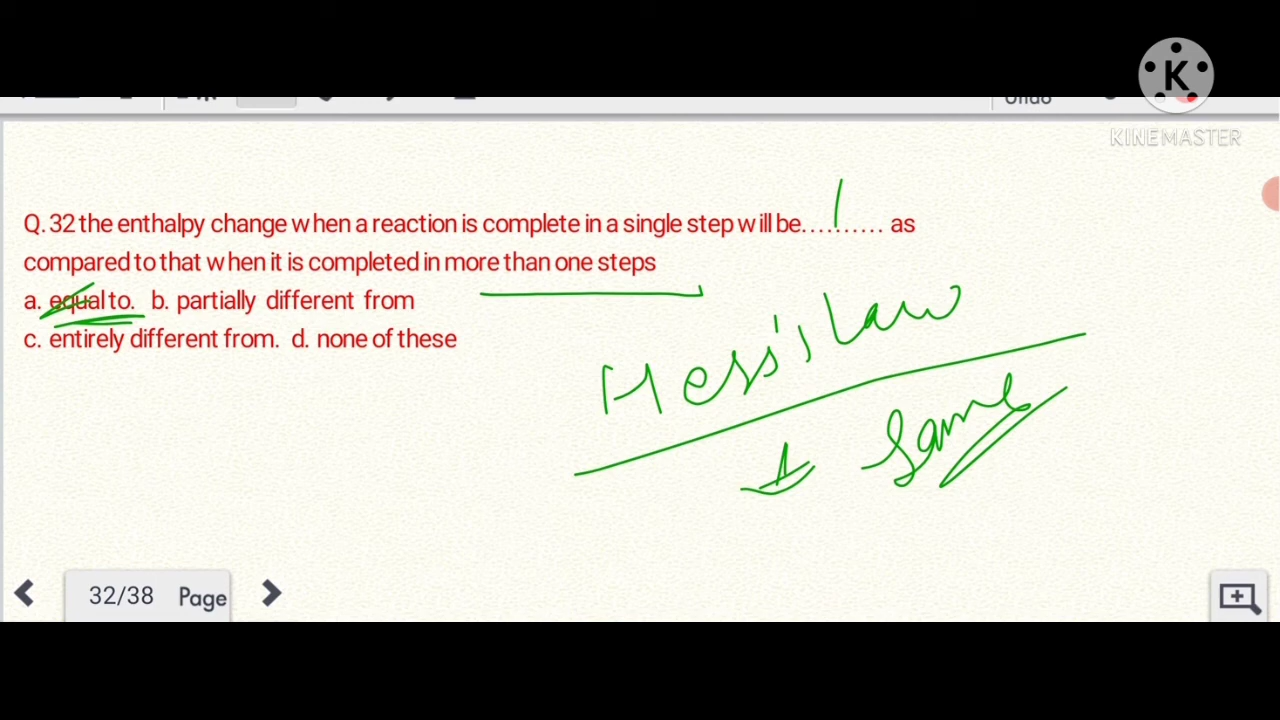 K
KINEMASTER
Undo
Q. 32 the enthalpy change when a reaction is complete in a single step will be.......... as
compared to that when it is completed in more than one steps
a. equal to. b. partially different from
c. entirely different from. d. none of these
Hess's Law
1 Same
32/38 Page